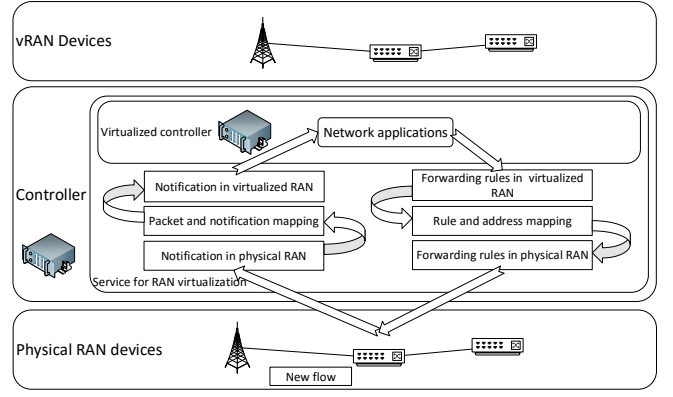 vRAN Devices
Virtualized controller
Network applications
Controller
Notification in virtualized RAN
Packet and notification mapping
Notification in physical RAN
Forwarding rules in virtualized
RAN
Rule and address mapping
Forwarding rules in physical RAN
Service for RAN virtualization
Physical RAN devices
New flow